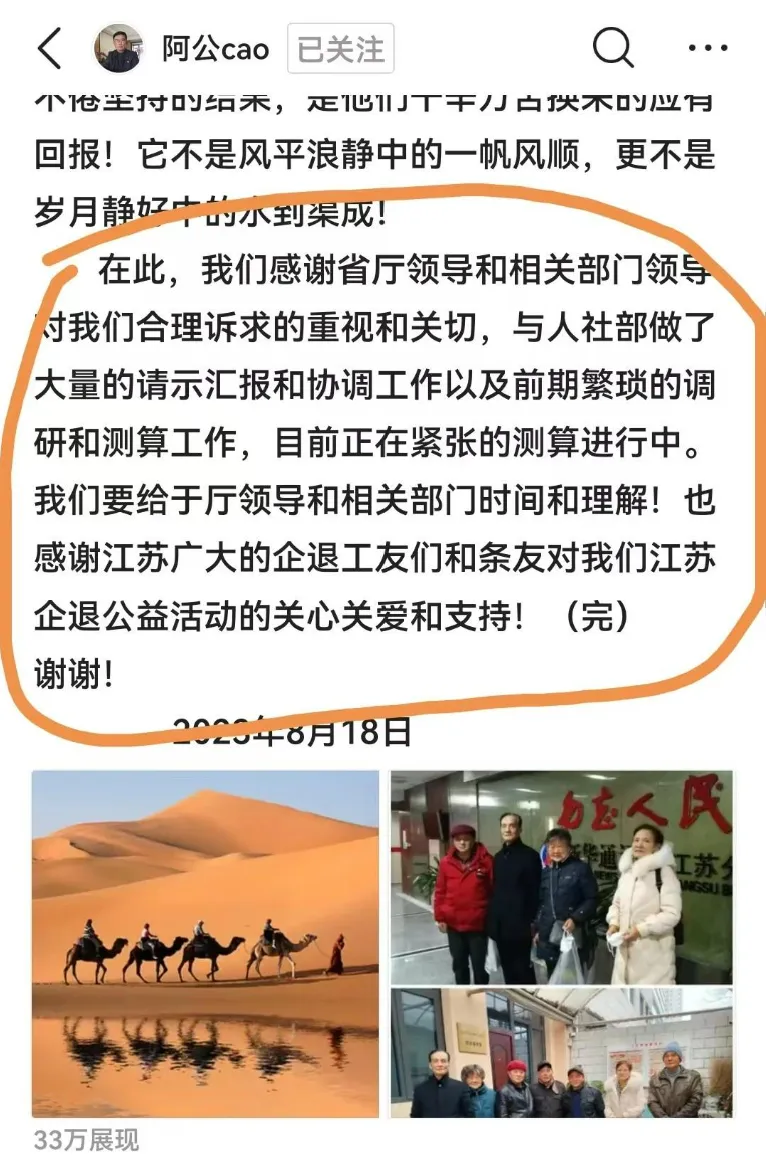 阿公cao 已关注
不倦坚持的结果，是他们千辛万苦换来的应有
回报！它不是风平浪静中的一帆风顺，更不是
岁月静好中的水到渠成！
在此，我们感谢省厅领导和相关部门领导
对我们合理诉求的重视和关切，与人社部做了
大量的请示汇报和协调工作以及前期繁琐的调
研和测算工作，目前正在紧张的测算进行中。
我们要给于厅领导和相关部门时间和理解！也
感谢江苏广大的企退工友们和条友对我们江苏
企退公益活动的关心关爱和支持！（完）
谢谢！
2023年8月18日
人民
新华通
江苏分
33万展现